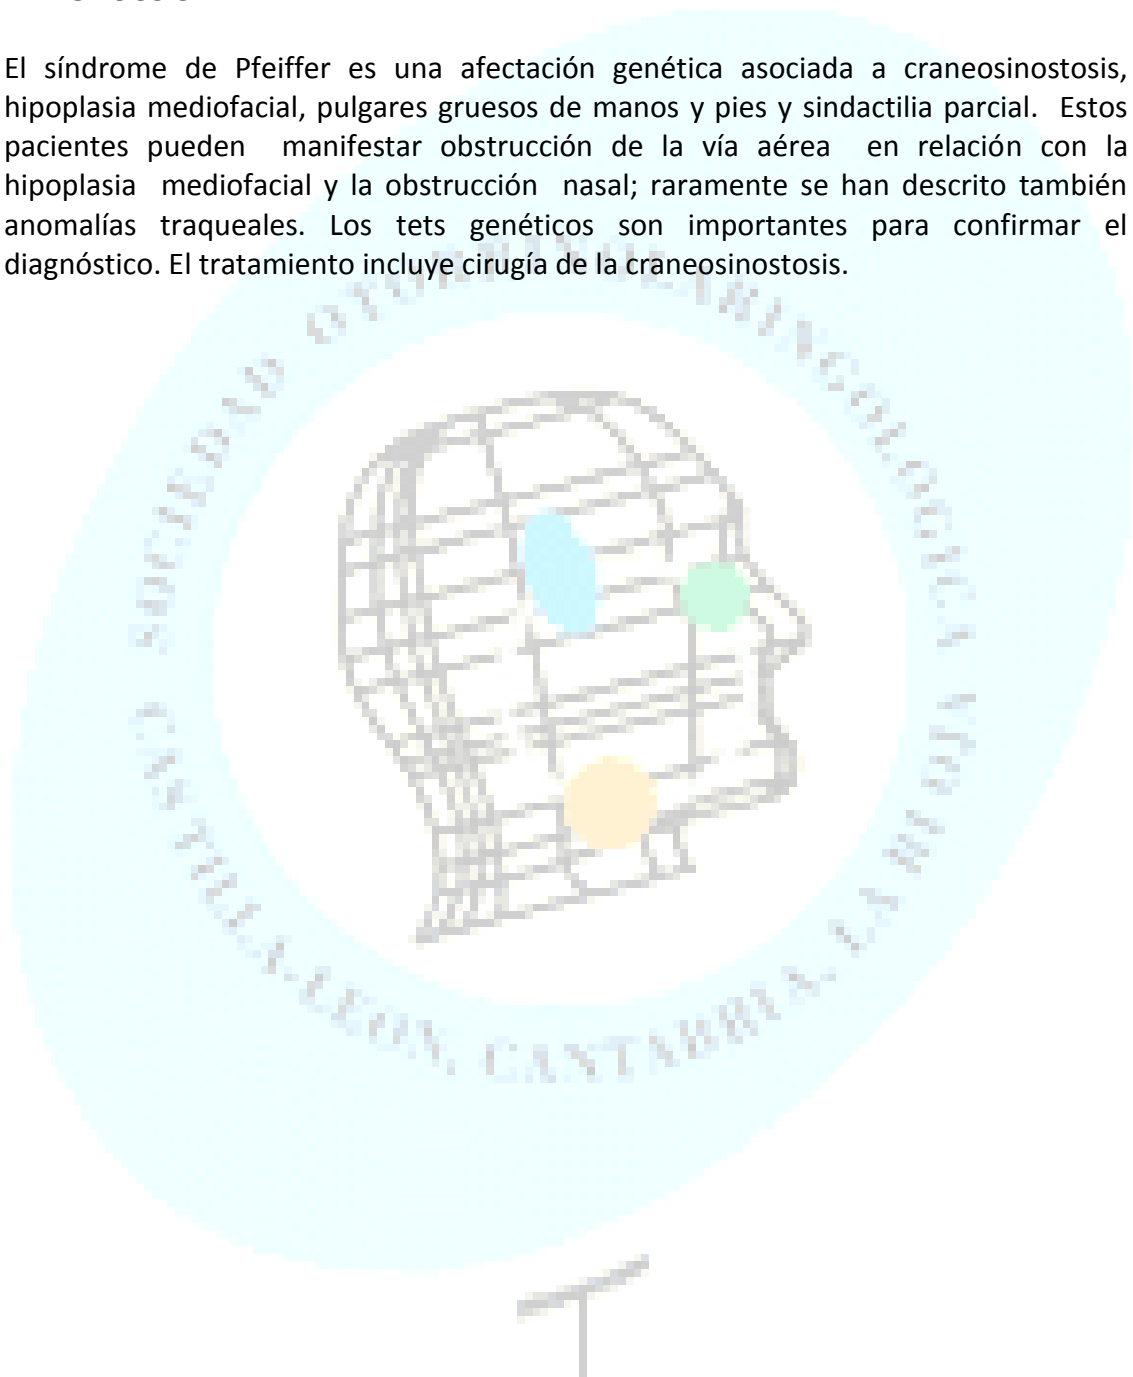 El síndrome de Pfeiffer es una afectación genética asociada a craneosinostosis,
hipoplasia mediofacial, pulgares gruesos de manos y pies y sindactilia parcial. Estos
pacientes pueden manifestar obstrucción de la vía aérea en relación con la
hipoplasia mediofacial y la obstrucción nasal; raramente se han descrito también
anomalías traqueales. Los tets genéticos son importantes para confirmar el
diagnóstico. El tratamiento incluye cirugía de la craneosinostosis.
SOCIEDAD OTORRINOLARINGOLOGICA
CASTILLA-LEON, CANTABRIA, LA RIOJA